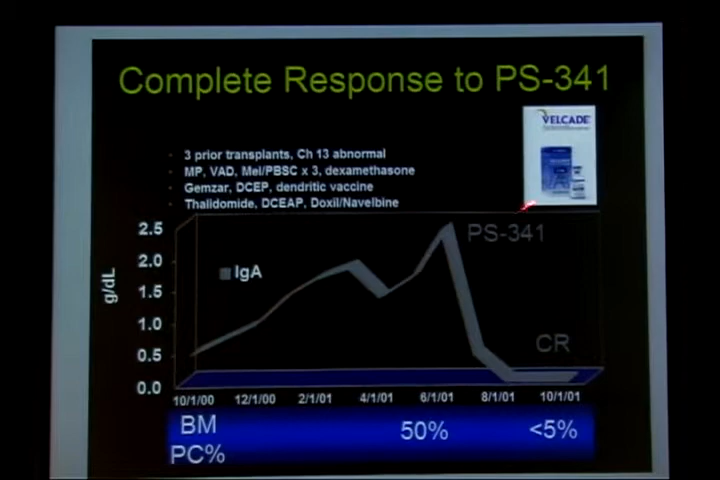 Complete Response to PS-341
VELCADE
· 3 prior transplants, Ch 13 abnormal
· MP, VAD, Mel/PBSC x 3, dexamethasone
· Gemzar, DCEP, dendritic vaccine
· Thalidomide, DCEAP, Doxil/Navelbine
2.5
2.0
1.5
1.0
0.5
0.0
g/dL
IgA
PS-341
CR
10/1/00 12/1/00 2/1/01 4/1/01 6/1/01 8/1/01 10/1/01
BM 50% <5%
PC%